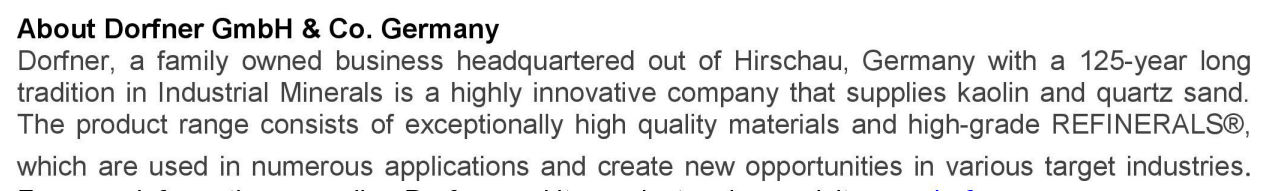 About Dorfner GmbH & Co. Germany
Dorfner, a family owned business headquartered out of Hirschau, Germany with a 125-year long
tradition in Industrial Minerals is a highly innovative company that supplies kaolin and quartz sand.
The product range consists of exceptionally high quality materials and high-grade REFINERALS®,
which are used in numerous applications and create new opportunities in various target industries.